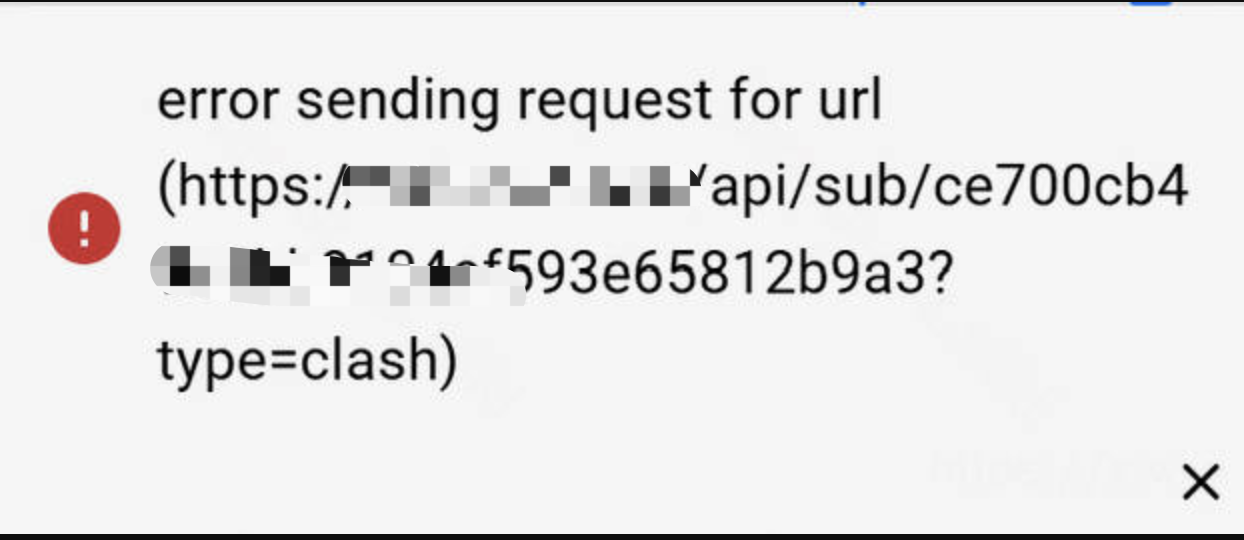 error sending request for url
(https:/ /api/sub/ce700cb4
593e65812b9a3?
type=clash)